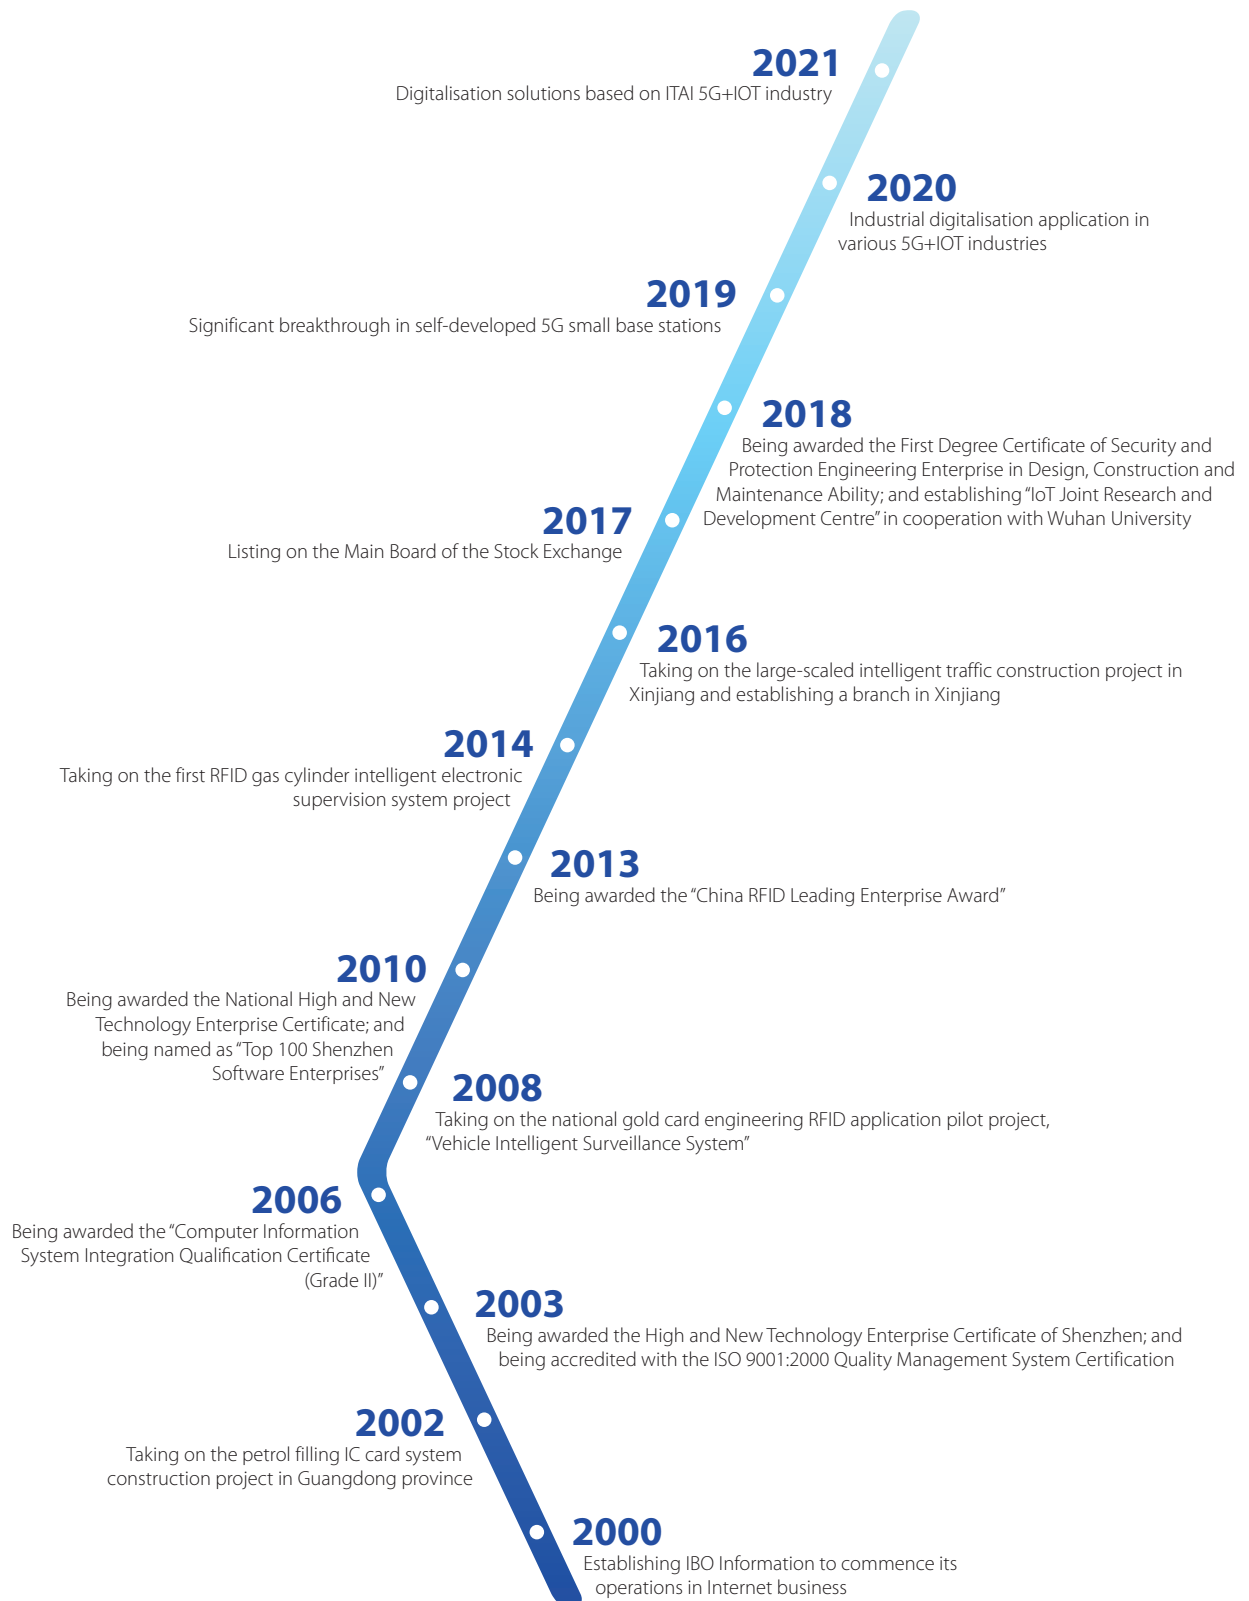 2021
Digitalisation solutions based on ITAI 5G+IOT industry
2020
Industrial digitalisation application in
various 5G+IOT industries
2019
Significant breakthrough in self-developed 5G small base stations
2018
Being awarded the First Degree Certificate of Security and
Protection Engineering Enterprise in Design, Construction and
Maintenance Ability; and establishing “IoT Joint Research and
Development Centre” in cooperation with Wuhan University
2017
Listing on the Main Board of the Stock Exchange
2016
Taking on the large-scaled intelligent traffic construction project in
Xinjiang and establishing a branch in Xinjiang
2014
Taking on the first RFID gas cylinder intelligent electronic
supervision system project
2013
Being awarded the “China RFID Leading Enterprise Award”
2010
Being awarded the National High and New
Technology Enterprise Certificate; and
being named as “Top 100 Shenzhen
Software Enterprises”
2008
Taking on the national gold card engineering RFID application pilot project,
“Vehicle Intelligent Surveillance System”
2006
Being awarded the “Computer Information
System Integration Qualification Certificate
(Grade II)”
2003
Being awarded the High and New Technology Enterprise Certificate of Shenzhen; and
being accredited with the ISO 9001:2000 Quality Management System Certification
2002
Taking on the petrol filling IC card system
construction project in Guangdong province
2000
Establishing IBO Information to commence its
operations in Internet business